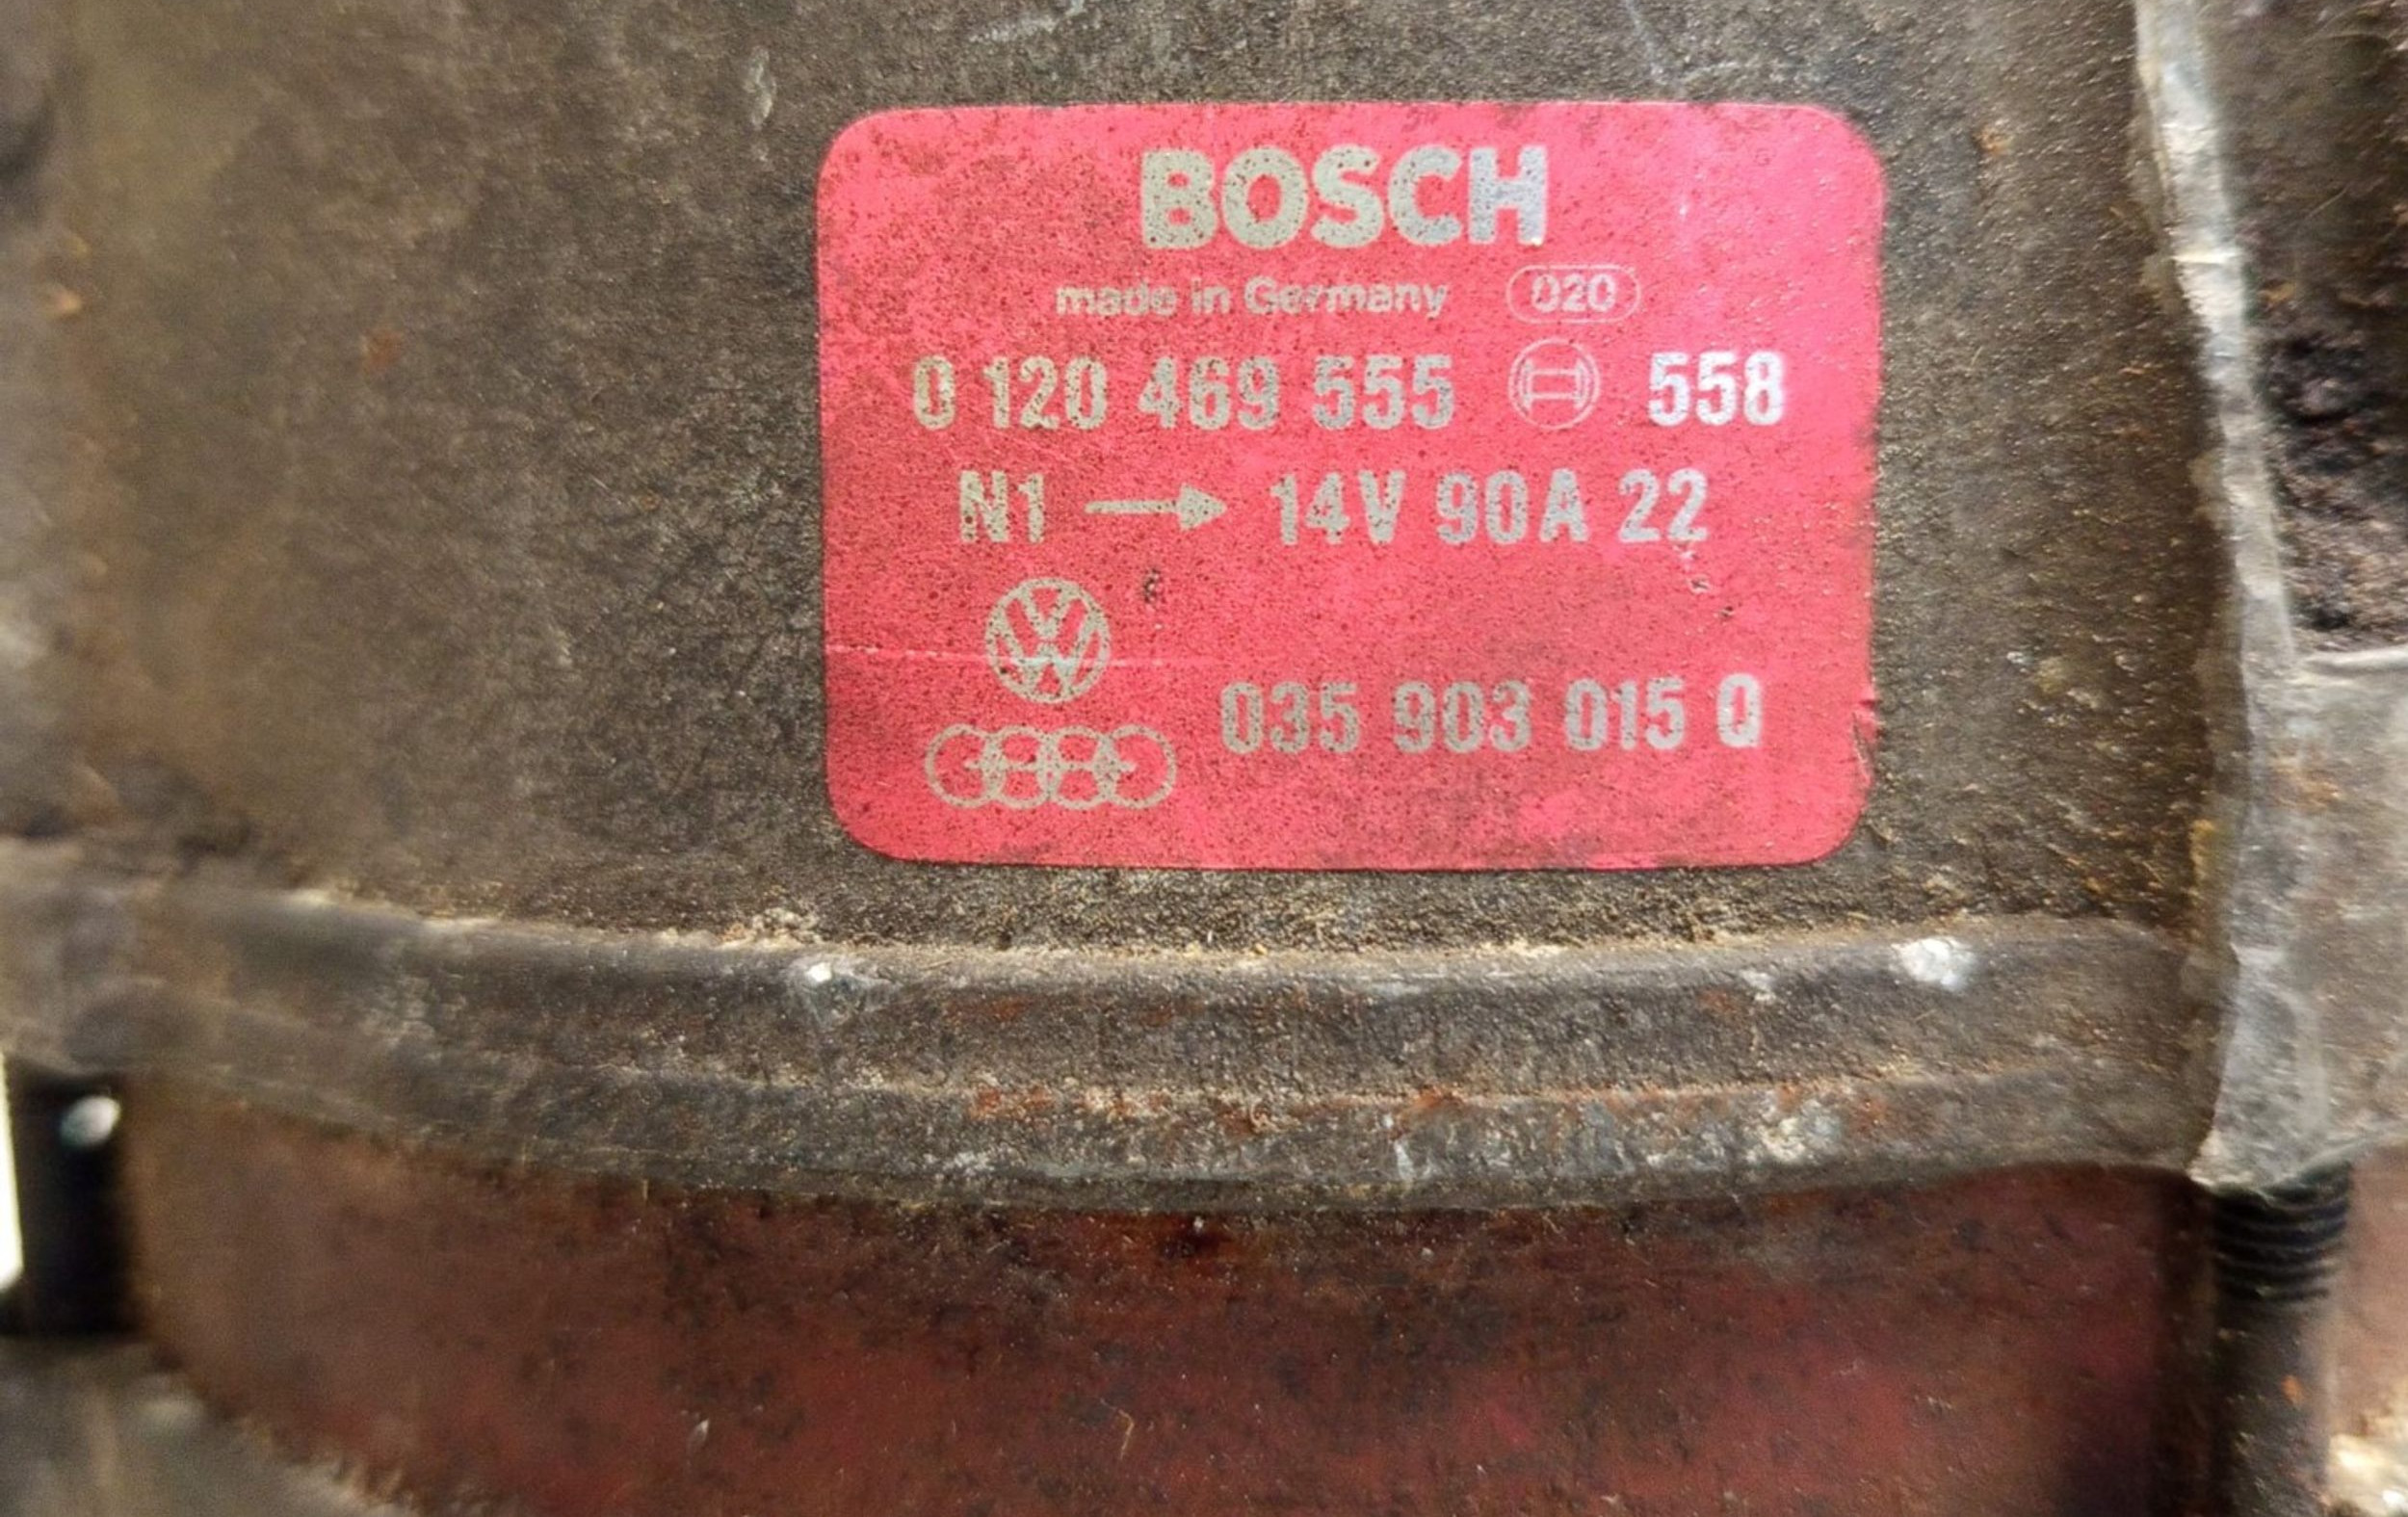 BOSCH
made in Germany 020
0 120 469 555 558
N1 → 14V 90A 22
035 903 015 Q